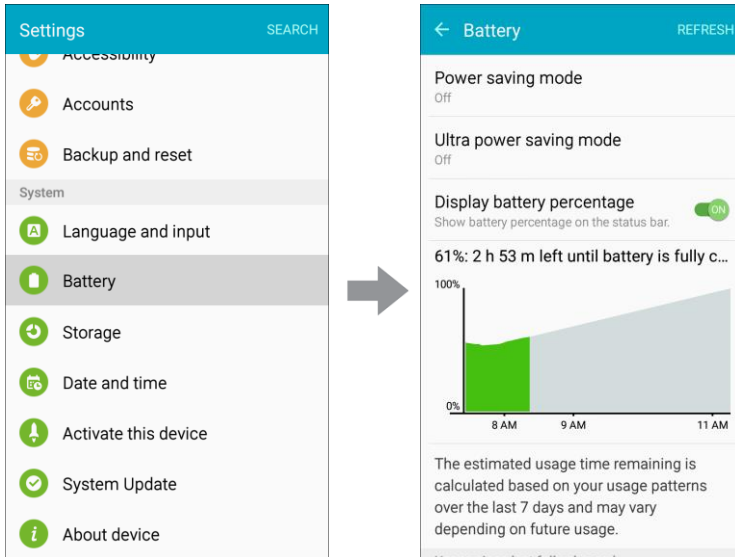 Settings
SEARCH
Accessibility
Accounts
Backup and reset
System
Language and input
Battery
Storage
Date and time
Activate this device
System Update
About device
Battery
REFRESH
Power saving mode
Off
Ultra power saving mode
Off
Display battery percentage
Show battery percentage on the status bar.
ON
61%: 2 h 53 m left until battery is fully c...
100%
0%
8 AM 9 AM 11 AM
The estimated usage time remaining is
calculated based on your usage patterns
over the last 7 days and may vary
depending on future usage.